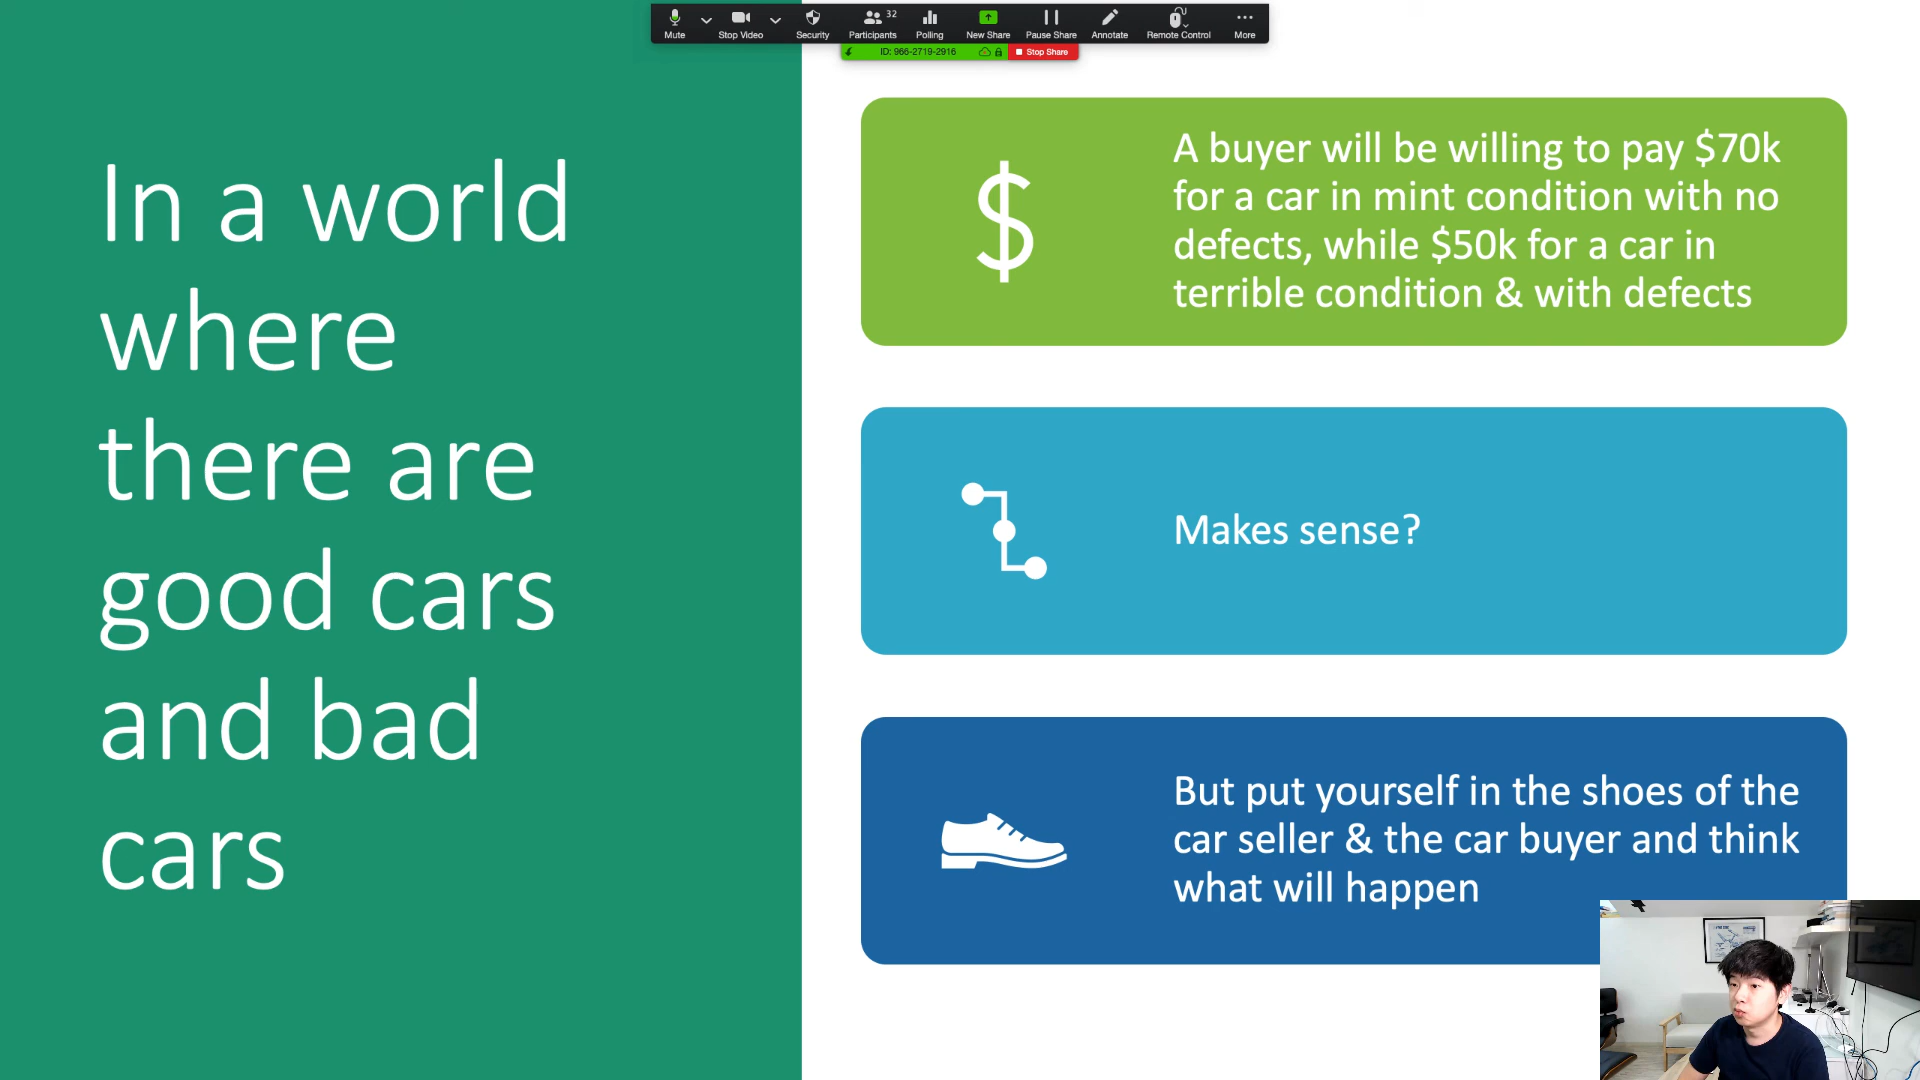 Mute
Stop Video
Security
Participants 32
Polling
New Share
Pause Share
Annotate
Remote Control
More
ID: 966-2719-2916
Stop Share
In a world
where
there are
good cars
and bad
cars
$
A buyer will be willing to pay $70k
for a car in mint condition with no
defects, while $50k for a car in
terrible condition & with defects
Makes sense?
But put yourself in the shoes of the
car seller & the car buyer and think
what will happen